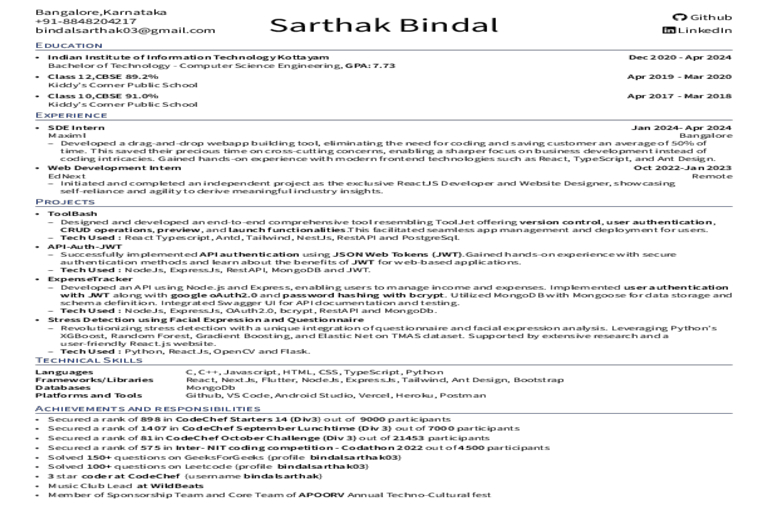 Bangalore,Karnataka
+91-8848204217
bindalsarthak03@gmail.com
Sarthak Bindal
Github
LinkedIn
EDUCATION
• Indian Institute of Information Technology Kottayam Dec 2020 - Apr 2024
Bachelor of Technology - Computer Science Engineering, GPA: 7.73
• Class 12,CBSE 89.2% Apr 2019 - Mar 2020
Kiddy's Corner Public School
• Class 10,CBSE 91.0% Apr 2017 - Mar 2018
Kiddy's Corner Public School
EXPERIENCE
• SDE Intern Jan 2024- Apr 2024
Maximl Bangalore
– Developed a drag-and-drop webapp building tool, eliminating the need for coding and saving customer an average of 50% of
time. This saved their precious time on cross-cutting concerns, enabling a sharper focus on business development instead of
coding intricacies. Gained hands-on experience with modern frontend technologies such as React, TypeScript, and Ant Design.
• Web Development Intern Oct 2022-Jan 2023
EdNext Remote
– Initiated and completed an independent project as the exclusive ReactJS Developer and Website Designer, showcasing
self-reliance and agility to derive meaningful industry insights.
PROJECTS
• ToolBash
– Designed and developed an end-to-end comprehensive tool resembling ToolJet offering version control, user authentication,
CRUD operations, preview, and launch functionalities.This facilitated seamless app management and deployment for users.
– Tech Used : React Typescript, Antd, Tailwind, NestJs, RestAPI and PostgreSql.
• API-Auth-JWT
– Successfully implemented API authentication using JSON Web Tokens (JWT).Gained hands-on experience with secure
authentication methods and learn about the benefits of JWT for web-based applications.
– Tech Used : NodeJs, ExpressJs, RestAPI, MongoDB and JWT.
• ExpenseTracker
– Developed an API using Node.js and Express, enabling users to manage income and expenses. Implemented user authentication
with JWT along with google oAuth2.0 and password hashing with bcrypt. Utilized MongoDB with Mongoose for data storage and
schema definition. Integrated Swagger UI for API documentation and testing.
– Tech Used : NodeJs, ExpressJs, OAuth2.0, bcrypt, RestAPI and MongoDb.
• Stress Detection using Facial Expression and Questionnaire
– Revolutionizing stress detection with a unique integration of questionnaire and facial expression analysis. Leveraging Python's
XGBoost, Random Forest, Gradient Boosting, and Elastic Net on TMAS dataset. Supported by extensive research and a
user-friendly React.js website.
– Tech Used : Python, ReactJs, OpenCV and Flask.
TECHNICAL SKILLS
Languages C, C++, Javascript, HTML, CSS, TypeScript, Python
Frameworks/Libraries React, NextJs, Flutter, NodeJs, ExpressJs, Tailwind, Ant Design, Bootstrap
Databases MongoDb
Platforms and Tools Github, VS Code, Android Studio, Vercel, Heroku, Postman
ACHIEVEMENTS AND RESPONSIBILITIES
• Secured a rank of 898 in CodeChef Starters 14 (Div3) out of 9000 participants
• Secured a rank of 1407 in CodeChef September Lunchtime (Div 3) out of 7000 participants
• Secured a rank of 81 in CodeChef October Challenge (Div 3) out of 21453 participants
• Secured a rank of 575 in Inter- NIT coding competition - Codathon 2022 out of 4500 participants
• Solved 150+ questions on GeeksForGeeks (profile bindalsarthak03)
• Solved 100+ questions on Leetcode (profile bindalsarthak03)
• 3 star coder at CodeChef (username bindalsarthak)
• Music Club Lead at WildBeats
• Member of Sponsorship Team and Core Team of APOORV Annual Techno-Cultural fest